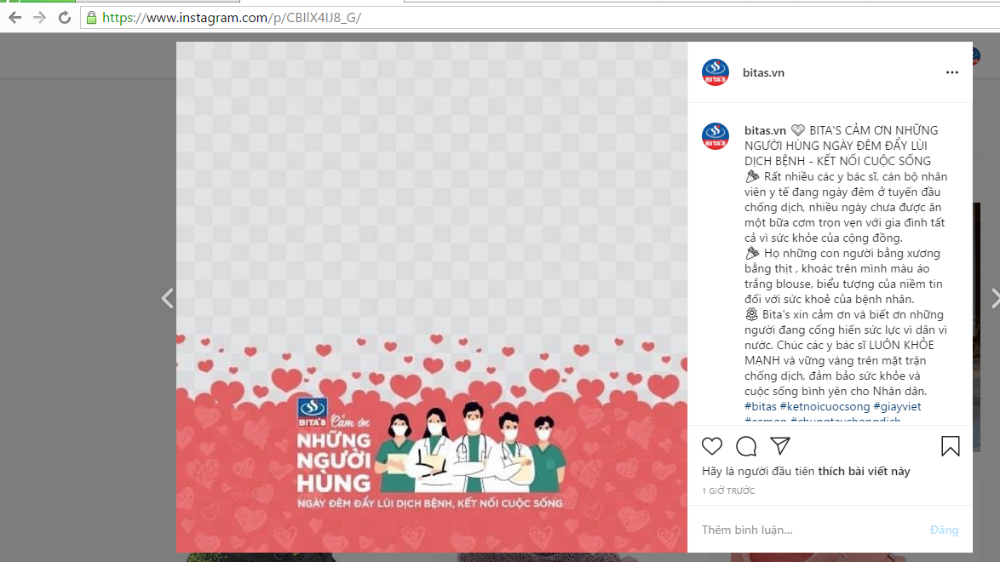 https://www.instagram.com/p/CBIlX4IJ8_G/
bitas.vn
BITA'S
bitas.vn BITA'S CẢM ƠN NHỮNG
NGƯỜI HÙNG NGÀY ĐÊM ĐẨY LÙI
DỊCH BỆNH - KẾT NỐI CUỘC SỐNG
Rất nhiều các y bác sĩ, cán bộ nhân
viên y tế đang ngày đêm ở tuyến đầu
chống dịch, nhiều ngày chưa được ăn
một bữa cơm trọn vẹn với gia đình tất
cả vì sức khỏe của cộng đồng.
Họ những con người bằng xương
bằng thịt , khoác trên mình màu áo
trắng blouse, biểu tượng của niềm tin
đối với sức khoẻ của bệnh nhân.
Bita's xin cảm ơn và biết ơn những
người đang cống hiến sức lực vì dân vì
nước. Chúc các y bác sĩ LUÔN KHỎE
MẠNH và vững vàng trên mặt trận
chống dịch, đảm bảo sức khỏe và
cuộc sống bình yên cho Nhân dân.
#bitas #ketnoicuocsong #giayviet
#camon #chungtaychongdich
BITA'S Cảm ơn
NHỮNG
NGƯỜI
HÙNG
NGÀY ĐÊM ĐẨY LÙI DỊCH BỆNH, KẾT NỐI CUỘC SỐNG
Hãy là người đầu tiên thích bài viết này
1 GIỜ TRƯỚC
Thêm bình luận...
Đăng